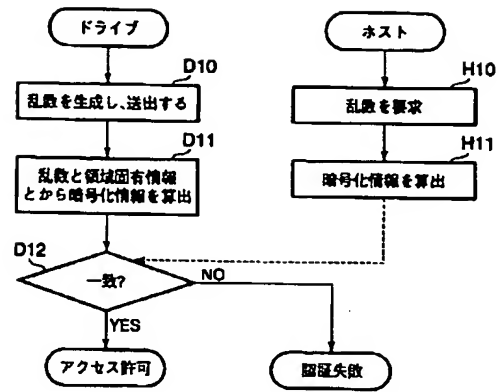 ドライブ
ホスト
D10
乱数を生成し、送出する
H10
乱数を要求
D11
乱数と領域固有情報
とから暗号化情報を算出
H11
暗号化情報を算出
D12
一致?
NO
YES
アクセス許可
認証失敗